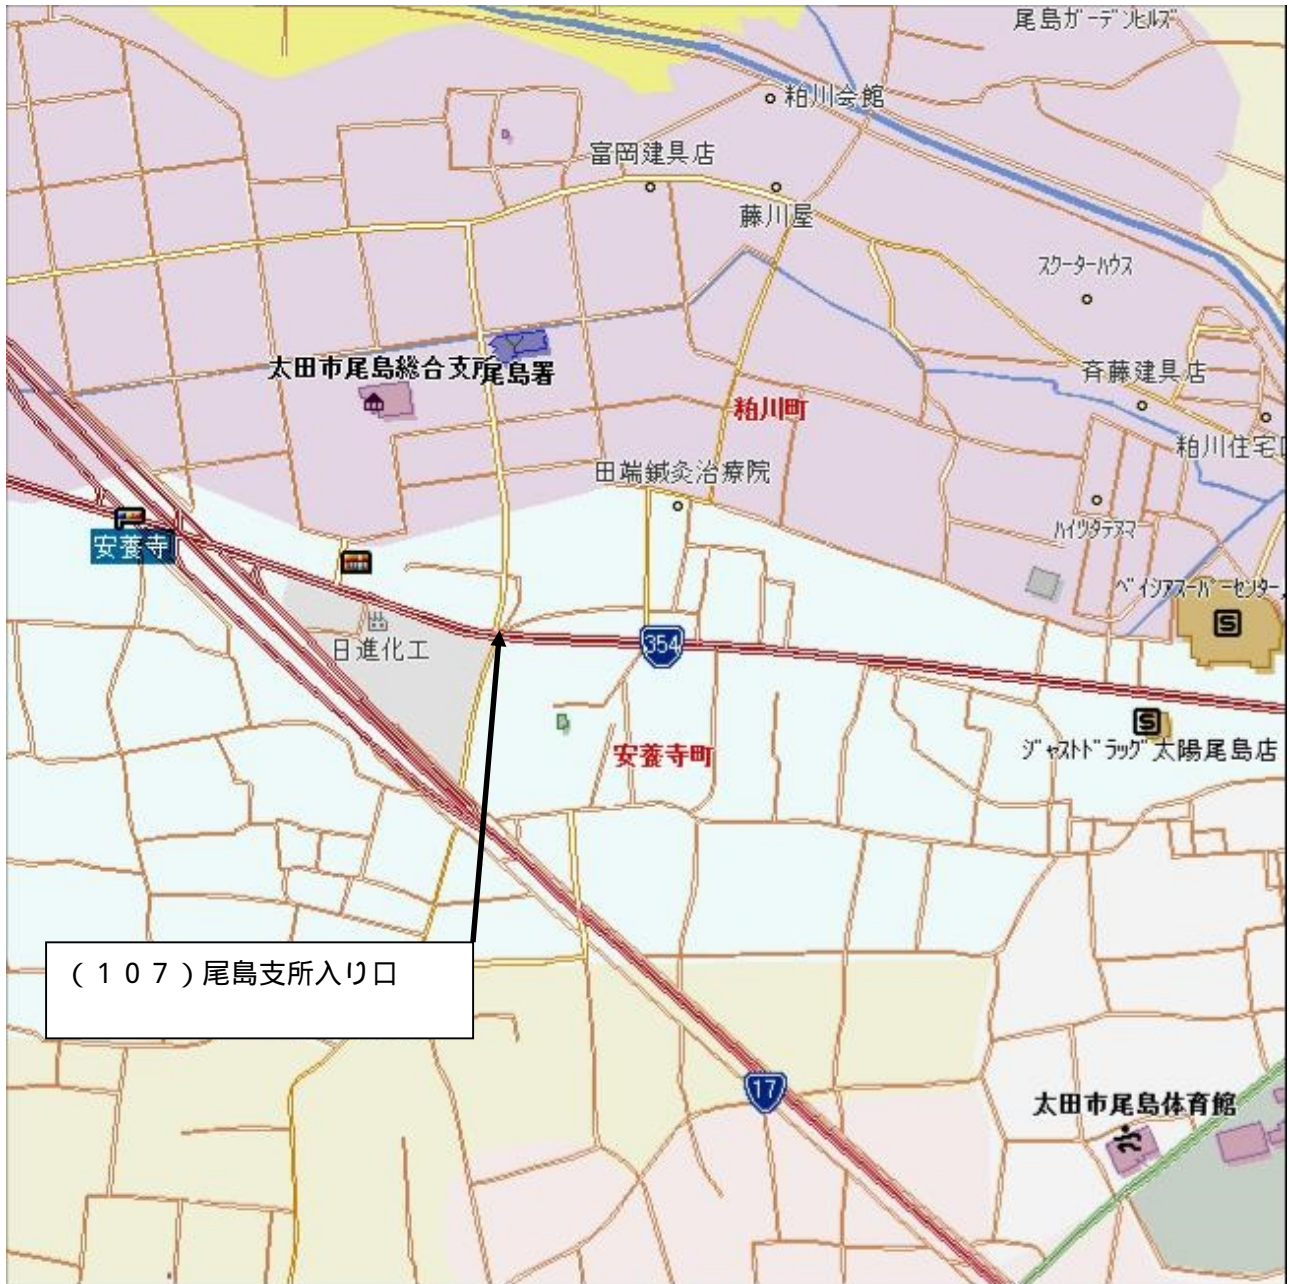 尾島ガーデンヒルズ
粕川会館
富岡建具店
藤川屋
スクーターハウス
太田市尾島総合支所
尾島署
斉藤建具店
粕川町
粕川住宅
田端鍼灸治療院
ハイツタテヌマ
安養寺
ベイシアスーパーセンター
S
日進化工
354
S
ジャストドラッグ太陽尾島店
安養寺町
(107)尾島支所入り口
17
太田市尾島体育館